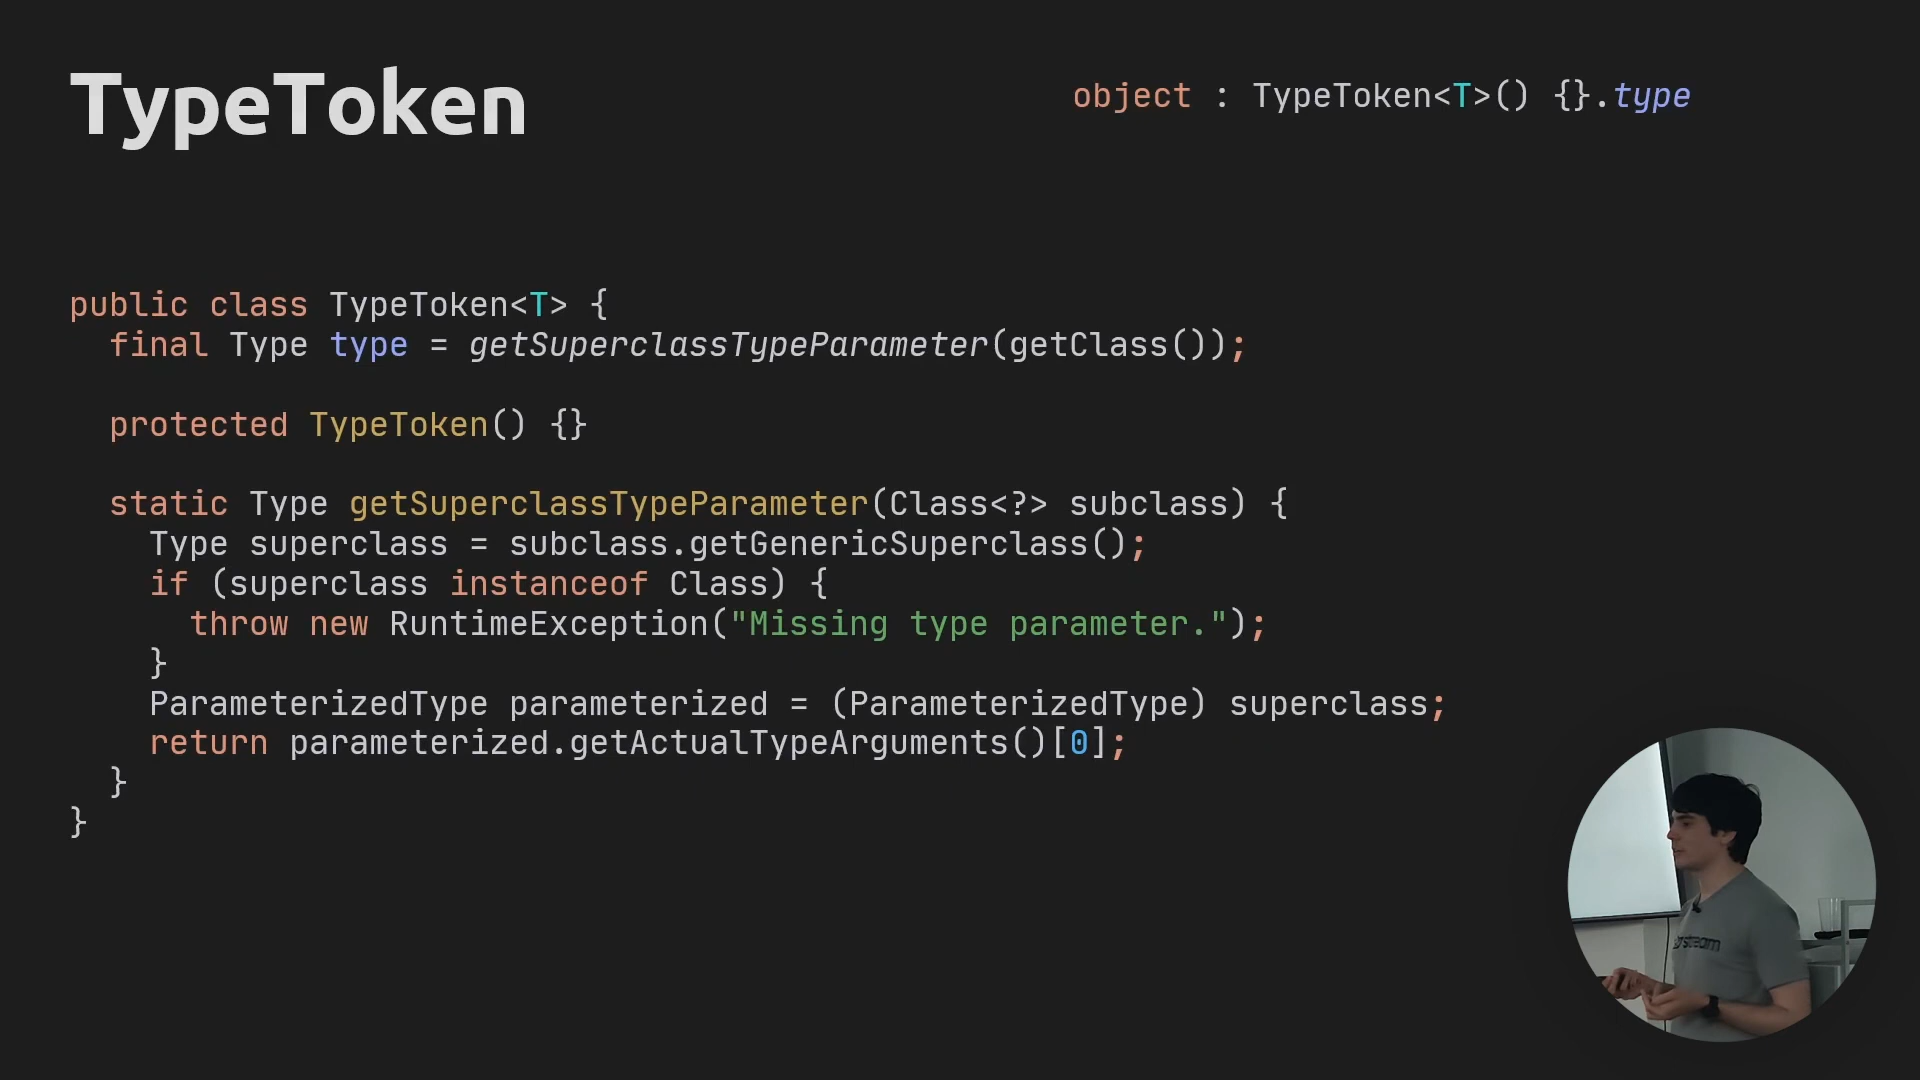 TypeToken
object : TypeToken<T>() {}.type
public class TypeToken<T> {
  final Type type = getSuperclassTypeParameter(getClass());
  protected TypeToken() {}
  static Type getSuperclassTypeParameter(Class<?> subclass) {
    Type superclass = subclass.getGenericSuperclass();
    if (superclass instanceof Class) {
      throw new RuntimeException("Missing type parameter.");
    }
    ParameterizedType parameterized = (ParameterizedType) superclass;
    return parameterized.getActualTypeArguments()[0];
  }
}